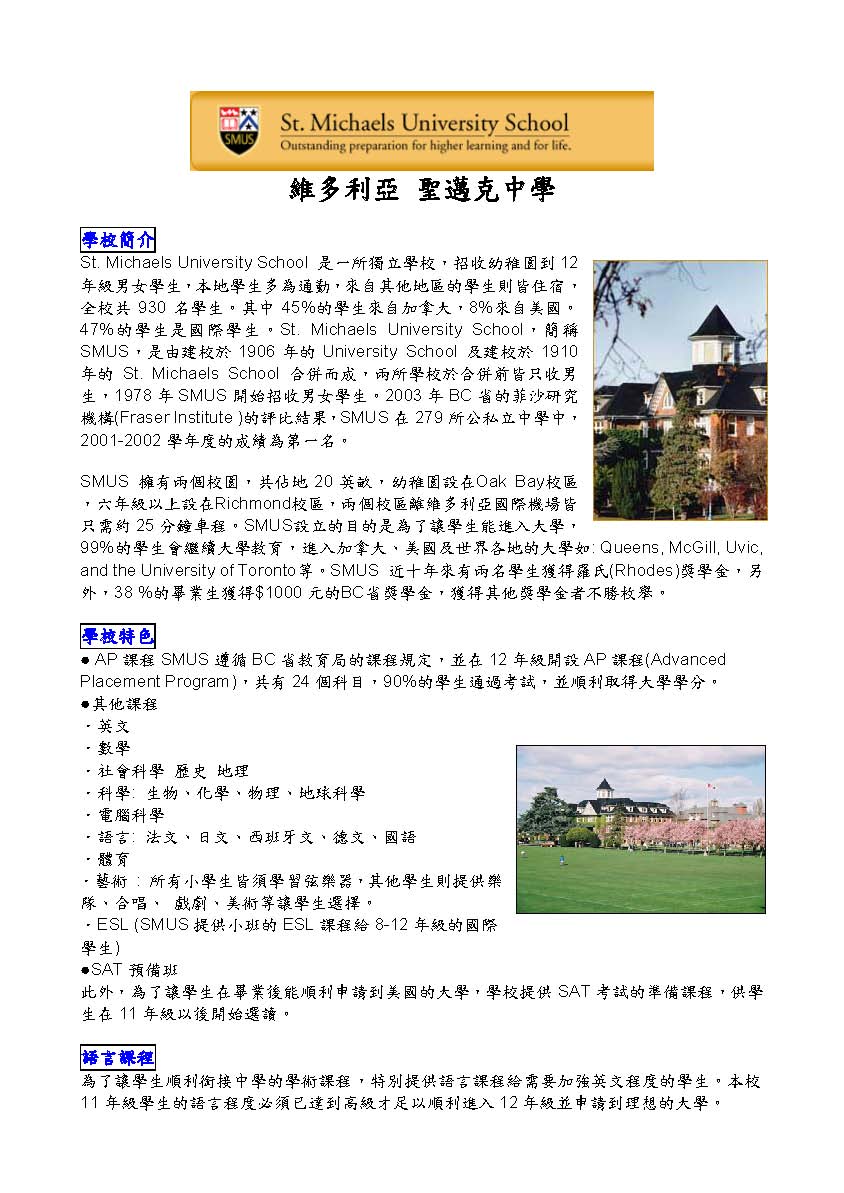 SMUS
St. Michaels University School
Outstanding preparation for higher learning and for life.
維多利亞 聖邁克中學
學校簡介
St. Michaels University School 是一所獨立學校，招收幼稚園到 12
年級男女學生，本地學生多為通勤，來自其他地區的學生則皆住宿，
全校共 930 名學生。其中 45%的學生來自加拿大，8%來自美國。
47%的學生是國際學生。St. Michaels University School，簡稱
SMUS，是由建校於 1906 年的 University School 及建校於 1910
年的 St. Michaels School 合併而成，兩所學校於合併前皆只收男
生，1978 年 SMUS 開始招收男女學生。2003 年 BC 省的菲沙研究
機構(Fraser Institute )的評比結果，SMUS 在 279 所公私立中學中，
2001-2002 學年度的成績為第一名。
SMUS 擁有兩個校園，共佔地 20 英畝，幼稚園設在Oak Bay校區
，六年級以上設在Richmond校區，兩個校區離維多利亞國際機場皆
只需約 25 分鐘車程。SMUS設立的目的是為了讓學生能進入大學，
99%的學生會繼續大學教育，進入加拿大、美國及世界各地的大學如: Queens, McGill, Uvic,
and the University of Toronto等。SMUS 近十年來有兩名學生獲得羅氏(Rhodes)獎學金，另
外，38 %的畢業生獲得$1000 元的BC省獎學金，獲得其他獎學金者不勝枚舉。
學校特色
● AP 課程 SMUS 遵循 BC 省教育局的課程規定，並在 12 年級開設 AP 課程(Advanced
Placement Program)，共有 24 個科目，90%的學生通過考試，並順利取得大學學分。
●其他課程
．英文
．數學
．社會科學 歷史 地理
．科學: 生物、化學、物理、地球科學
．電腦科學
．語言: 法文、日文、西班牙文、德文、國語
．體育
．藝術 : 所有小學生皆須學習弦樂器，其他學生則提供樂
隊、合唱、 戲劇、美術等讓學生選擇。
．ESL (SMUS 提供小班的 ESL 課程給 8-12 年級的國際
學生)
●SAT 預備班
此外，為了讓學生在畢業後能順利申請到美國的大學，學校提供 SAT 考試的準備課程，供學
生在 11 年級以後開始選讀。
語言課程
為了讓學生順利銜接中學的學術課程，特別提供語言課程給需要加強英文程度的學生。本校
11 年級學生的語言程度必須已達到高級才足以順利進入 12 年級並申請到理想的大學。